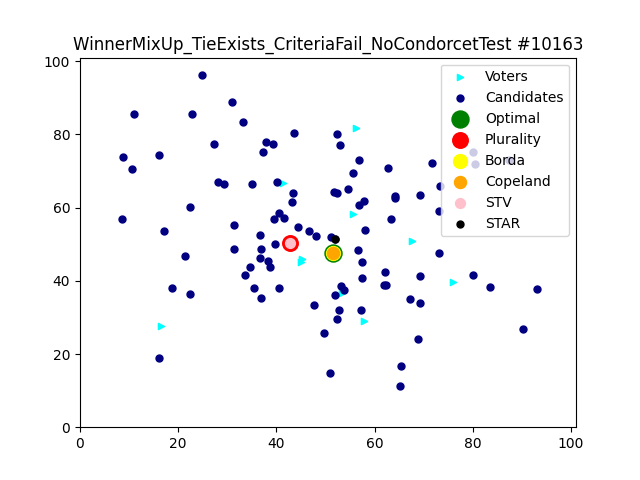 WinnerMixUp_TieExists_CriteriaFail_NoCondorcetTest #10163
100
80
60
40
20
0
0 20 40 60 80 100
Voters
Candidates
Optimal
Plurality
Borda
Copeland
STV
STAR